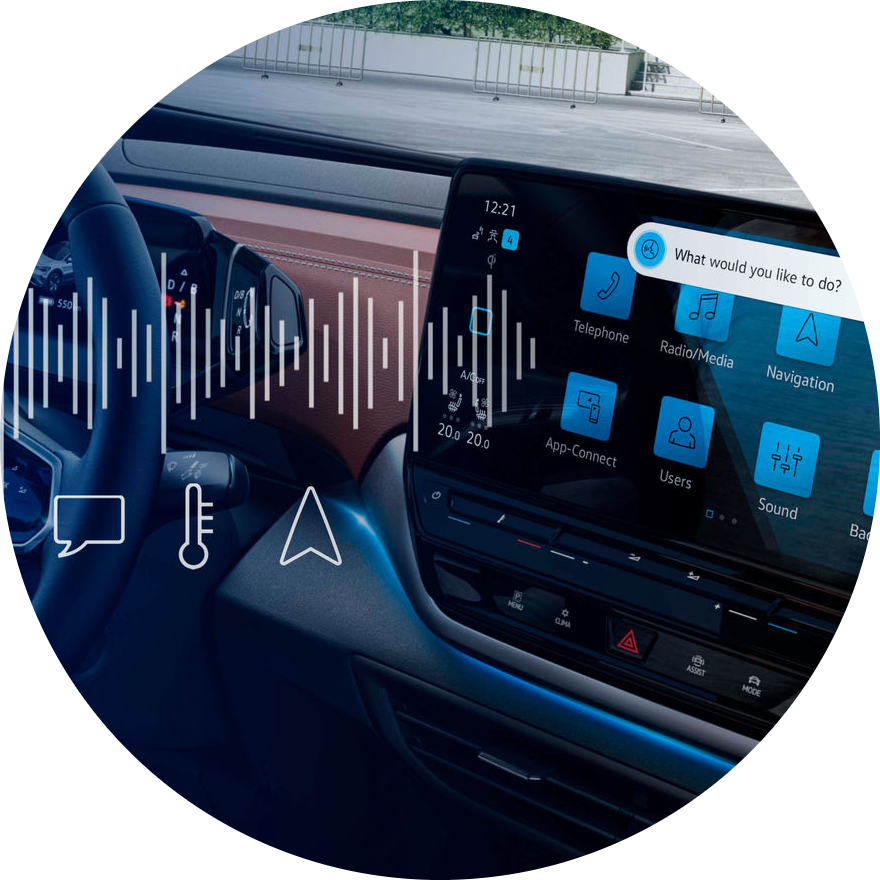 12:21
4
What would you like to do?
Telephone
Radio/Media
Navigation
App-Connect
Users
Sound
A/C
OFF
20.0 20.0
D / B
N
R
D/B
N
R
550
MENU
CLIMA
ASSIST
MODE